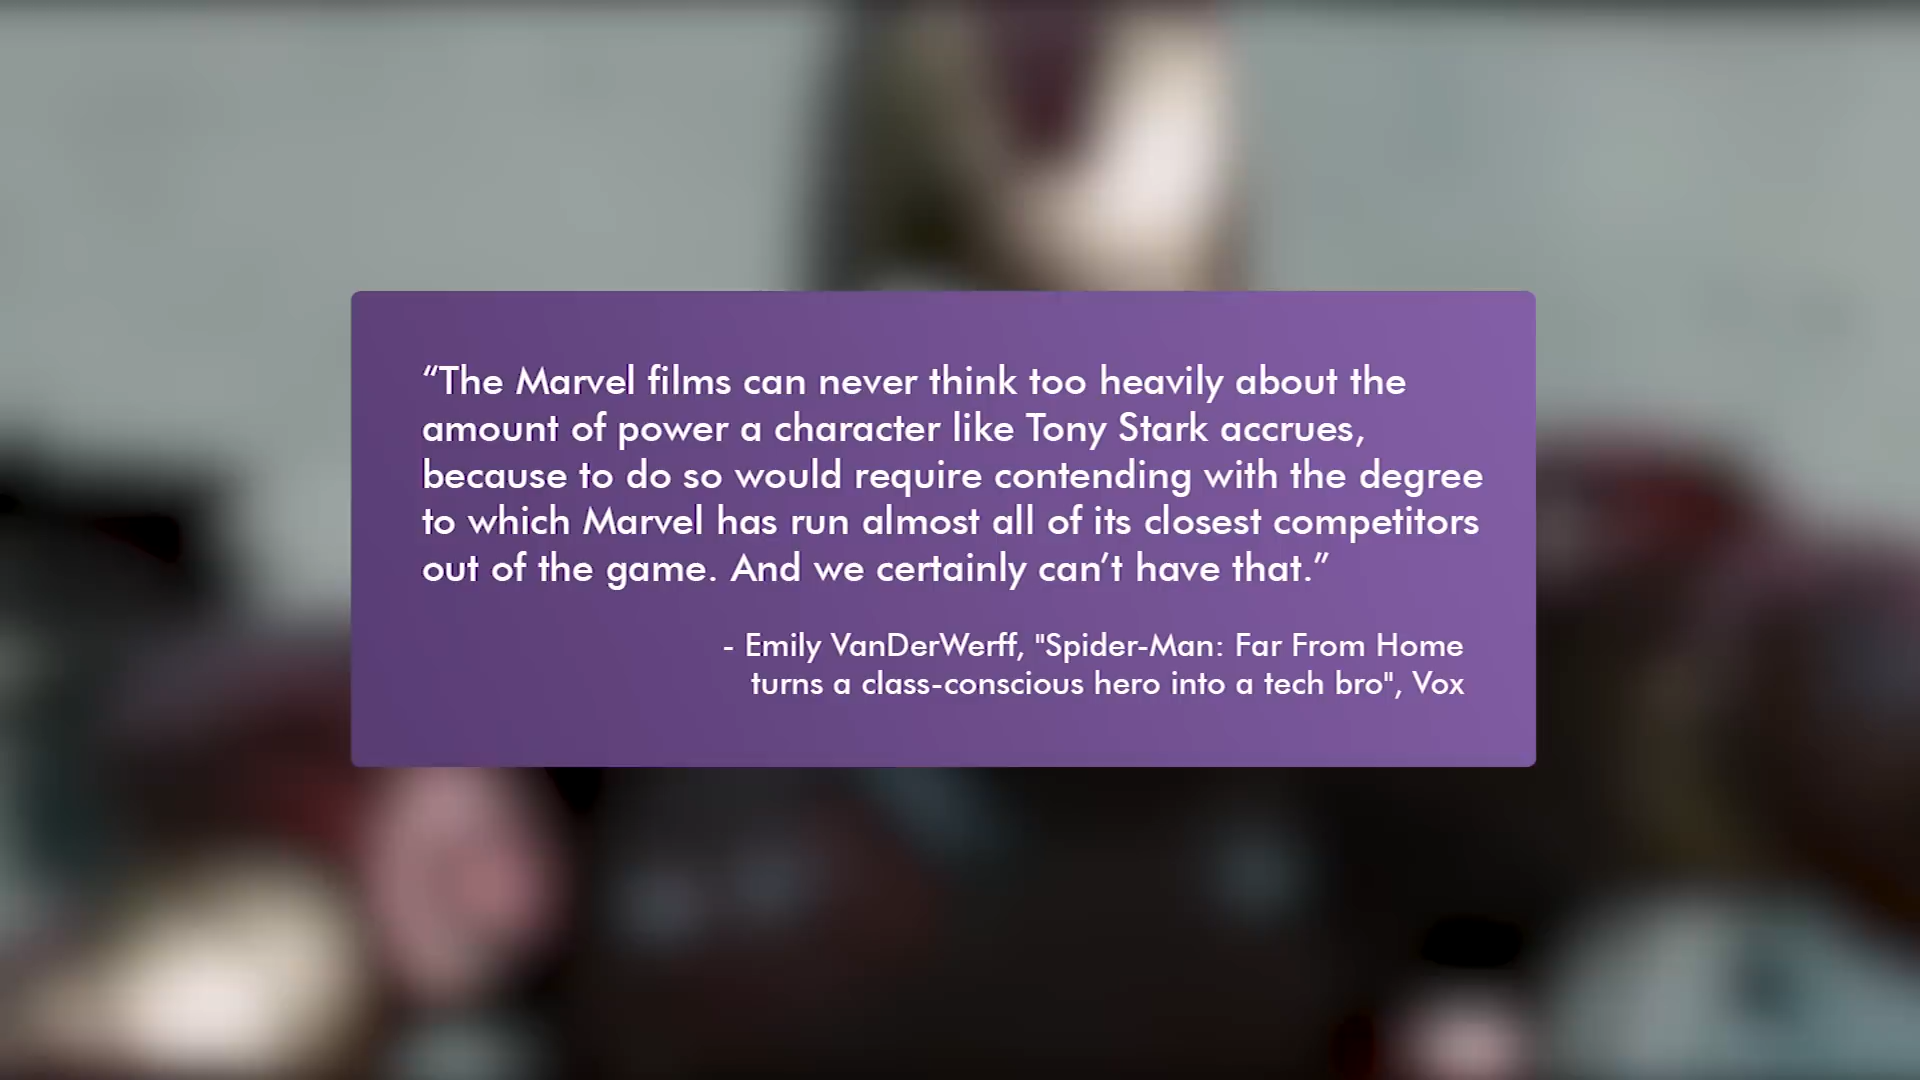 “The Marvel films can never think too heavily about the
amount of power a character like Tony Stark accrues,
because to do so would require contending with the degree
to which Marvel has run almost all of its closest competitors
out of the game. And we certainly can’t have that.”
- Emily VanDerWerff, "Spider-Man: Far From Home
turns a class-conscious hero into a tech bro", Vox